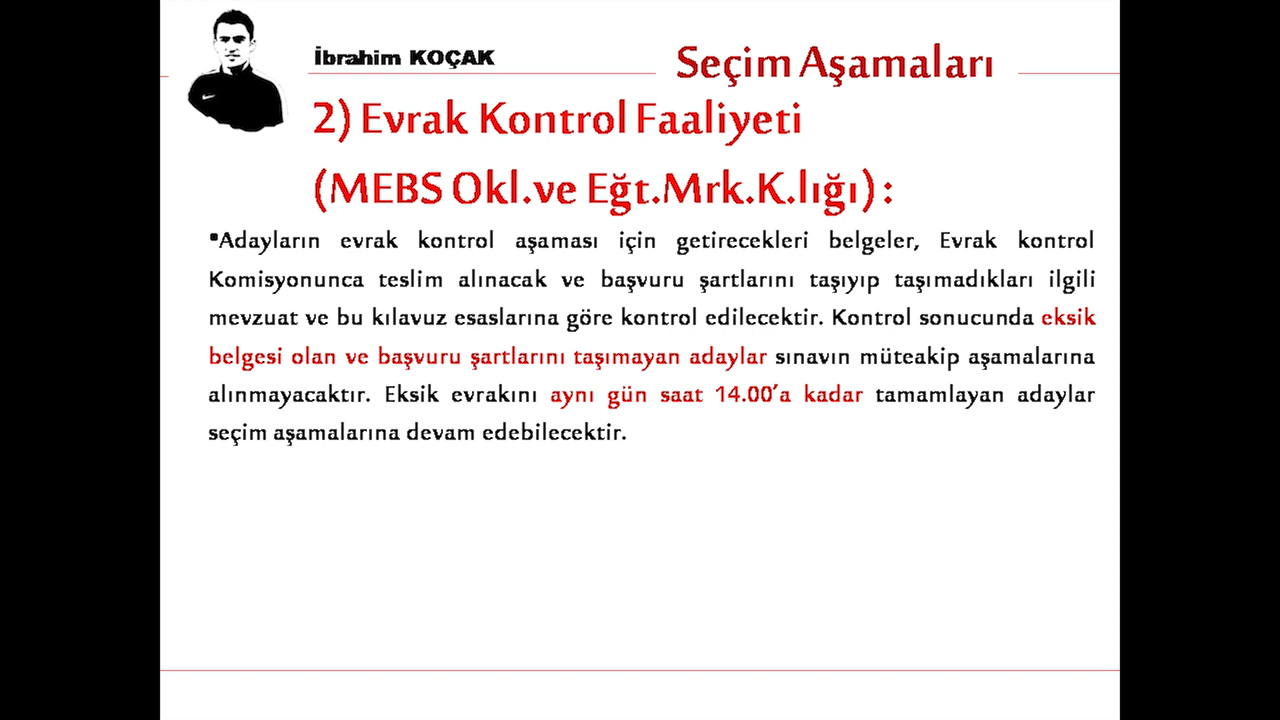 İbrahim KOÇAK
Seçim Aşamaları
2) Evrak Kontrol Faaliyeti
(MEBS Okl.ve Eğt.Mrk.K.lığı) :
▪Adayların evrak kontrol aşaması için getirecekleri belgeler, Evrak kontrol
Komisyonunca teslim alınacak ve başvuru şartlarını taşıyıp taşımadıkları ilgili
mevzuat ve bu kılavuz esaslarına göre kontrol edilecektir. Kontrol sonucunda eksik
belgesi olan ve başvuru şartlarını taşımayan adaylar sınavın müteakip aşamalarına
alınmayacaktır. Eksik evrakını aynı gün saat 14.00’a kadar tamamlayan adaylar
seçim aşamalarına devam edebilecektir.